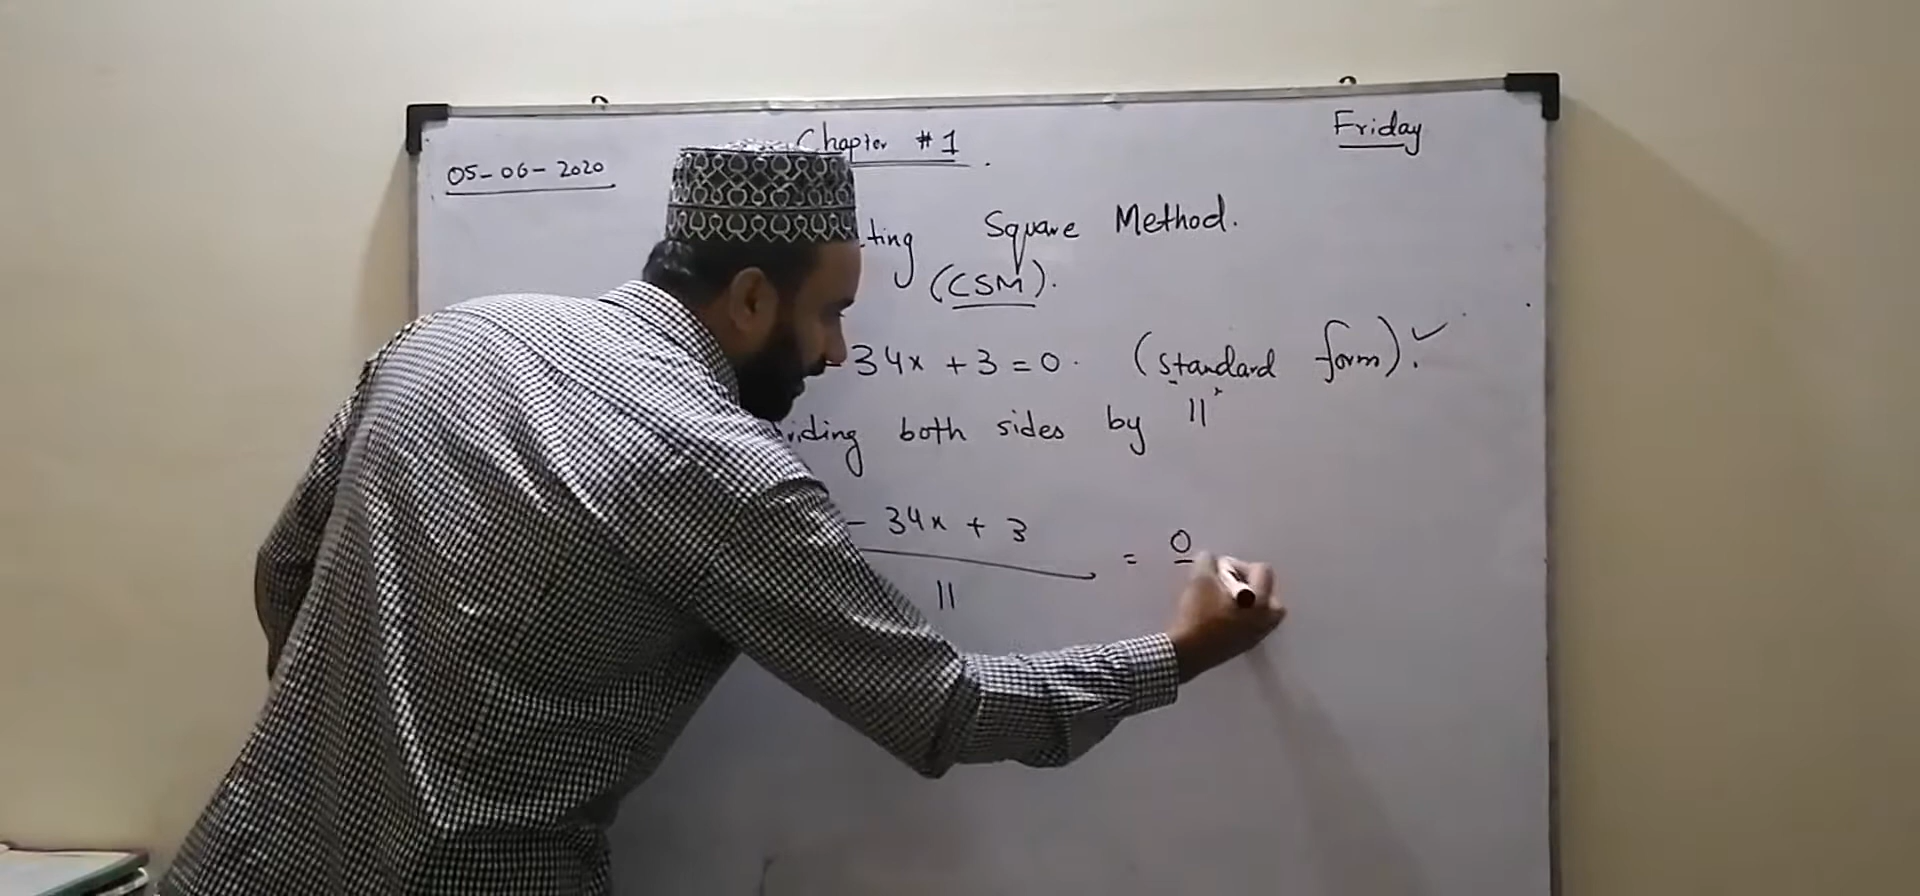 Chapter #1
Friday
05-06-2020
Square Method.
(CSM).
34x + 3 = 0. (standard form).✓
both sides by 11
- 34x + 3 = 0
11